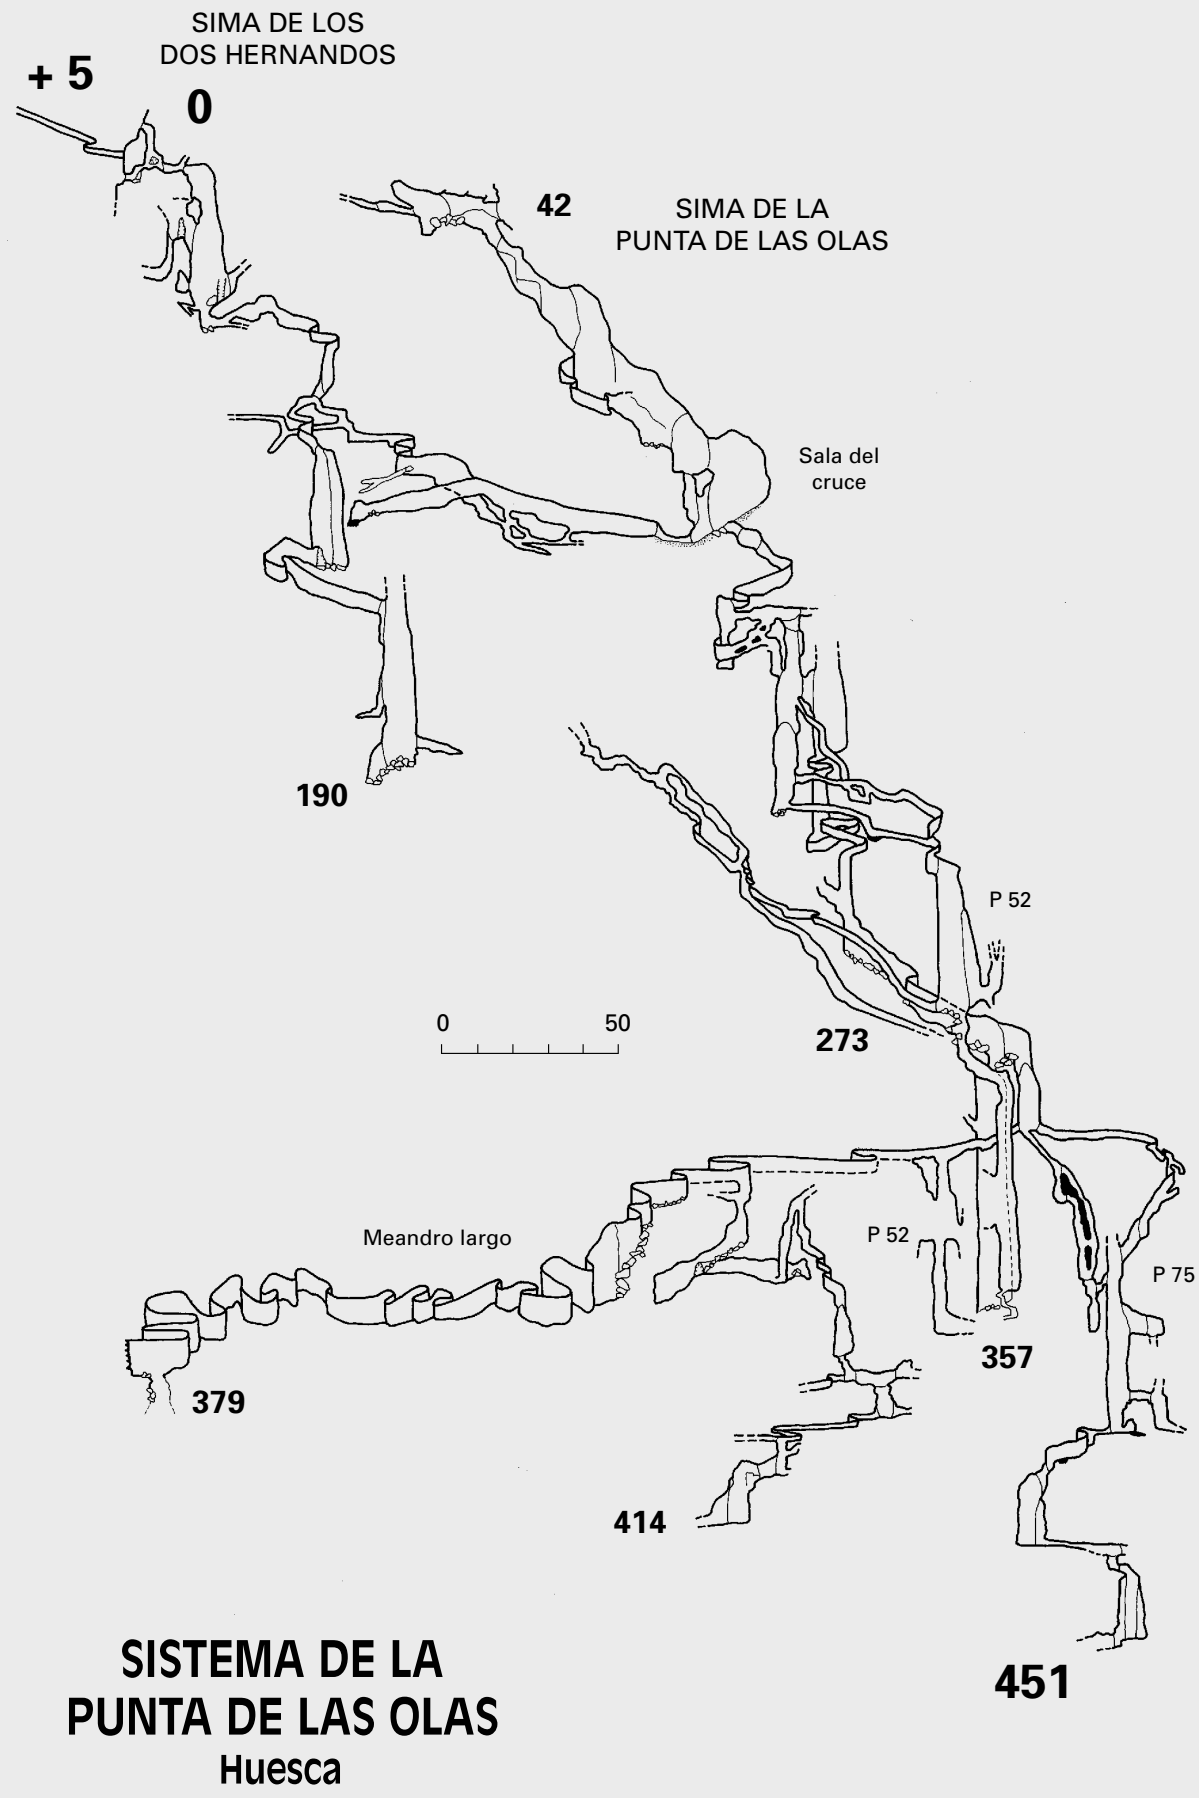 SIMA DE LOS
DOS HERNANDOS
+ 5
0
42
SIMA DE LA
PUNTA DE LAS OLAS
Sala del
cruce
190
P 52
0 50
273
Meandro largo
P 52
P 75
357
379
414
451
SISTEMA DE LA
PUNTA DE LAS OLAS
Huesca